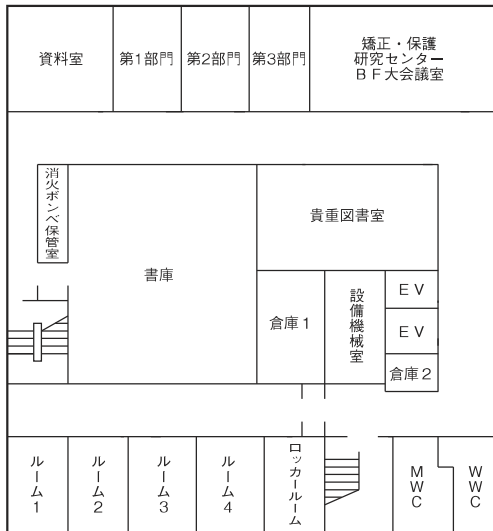 資料室
第1部門
第2部門
第3部門
矯正・保護
研究センター
ＢＦ大会議室
消火ボンベ保管室
書庫
貴重図書室
倉庫1
設備機械室
ＥＶ
ＥＶ
倉庫2
ルーム1
ルーム2
ルーム3
ルーム4
ロッカールーム
ＭＷＣ
ＷＷＣ